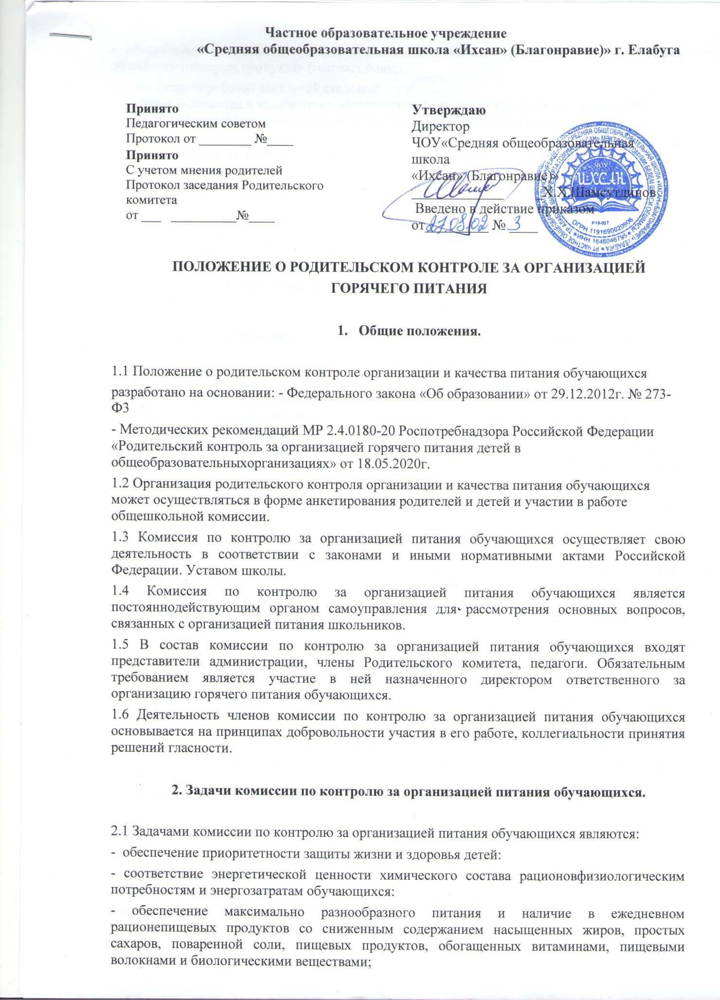 Частное образовательное учреждение
«Средняя общеобразовательная школа «Ихсан» (Благонравие)» г. Елабуга
Принято
Педагогическим советом
Протокол от ________ №____
Принято
С учетом мнения родителей
Протокол заседания Родительского
комитета
от ___ __________№____
Утверждаю
Директор
ЧОУ«Средняя общеобразовательная
школа
«Ихсан» (Благонравие)»
______________ Х.Х.Шамсутдинов
Введено в действие приказом
от 27.08.02 № 3
ЧОУ
ИХСАН
Р19-027
ОГРН 1191690020906
ИНН 1646046795
ПОЛОЖЕНИЕ О РОДИТЕЛЬСКОМ КОНТРОЛЕ ЗА ОРГАНИЗАЦИЕЙ
ГОРЯЧЕГО ПИТАНИЯ
1. Общие положения.
1.1 Положение о родительском контроле организации и качества питания обучающихся
разработано на основании: - Федерального закона «Об образовании» от 29.12.2012г. № 273-
ФЗ
- Методических рекомендаций МР 2.4.0180-20 Роспотребнадзора Российской Федерации
«Родительский контроль за организацией горячего питания детей в
общеобразовательныхорганизациях» от 18.05.2020г.
1.2 Организация родительского контроля организации и качества питания обучающихся
может осуществляться в форме анкетирования родителей и детей и участии в работе
общешкольной комиссии.
1.3 Комиссия по контролю за организацией питания обучающихся осуществляет свою
деятельность в соответствии с законами и иными нормативными актами Российской
Федерации. Уставом школы.
1.4 Комиссия по контролю за организацией питания обучающихся является
постояннодействующим органом самоуправления для рассмотрения основных вопросов,
связанных с организацией питания школьников.
1.5 В состав комиссии по контролю за организацией питания обучающихся входят
представители администрации, члены Родительского комитета, педагоги. Обязательным
требованием является участие в ней назначенного директором ответственного за
организацию горячего питания обучающихся.
1.6 Деятельность членов комиссии по контролю за организацией питания обучающихся
основывается на принципах добровольности участия в его работе, коллегиальности принятия
решений гласности.
2. Задачи комиссии по контролю за организацией питания обучающихся.
2.1 Задачами комиссии по контролю за организацией питания обучающихся являются:
- обеспечение приоритетности защиты жизни и здоровья детей:
- соответствие энергетической ценности химического состава рационовфизиологическим
потребностям и энергозатратам обучающихся:
- обеспечение максимально разнообразного питания и наличие в ежедневном
рационепищевых продуктов со сниженным содержанием насыщенных жиров, простых
сахаров, поваренной соли, пищевых продуктов, обогащенных витаминами, пищевыми
волокнами и биологическими веществами;